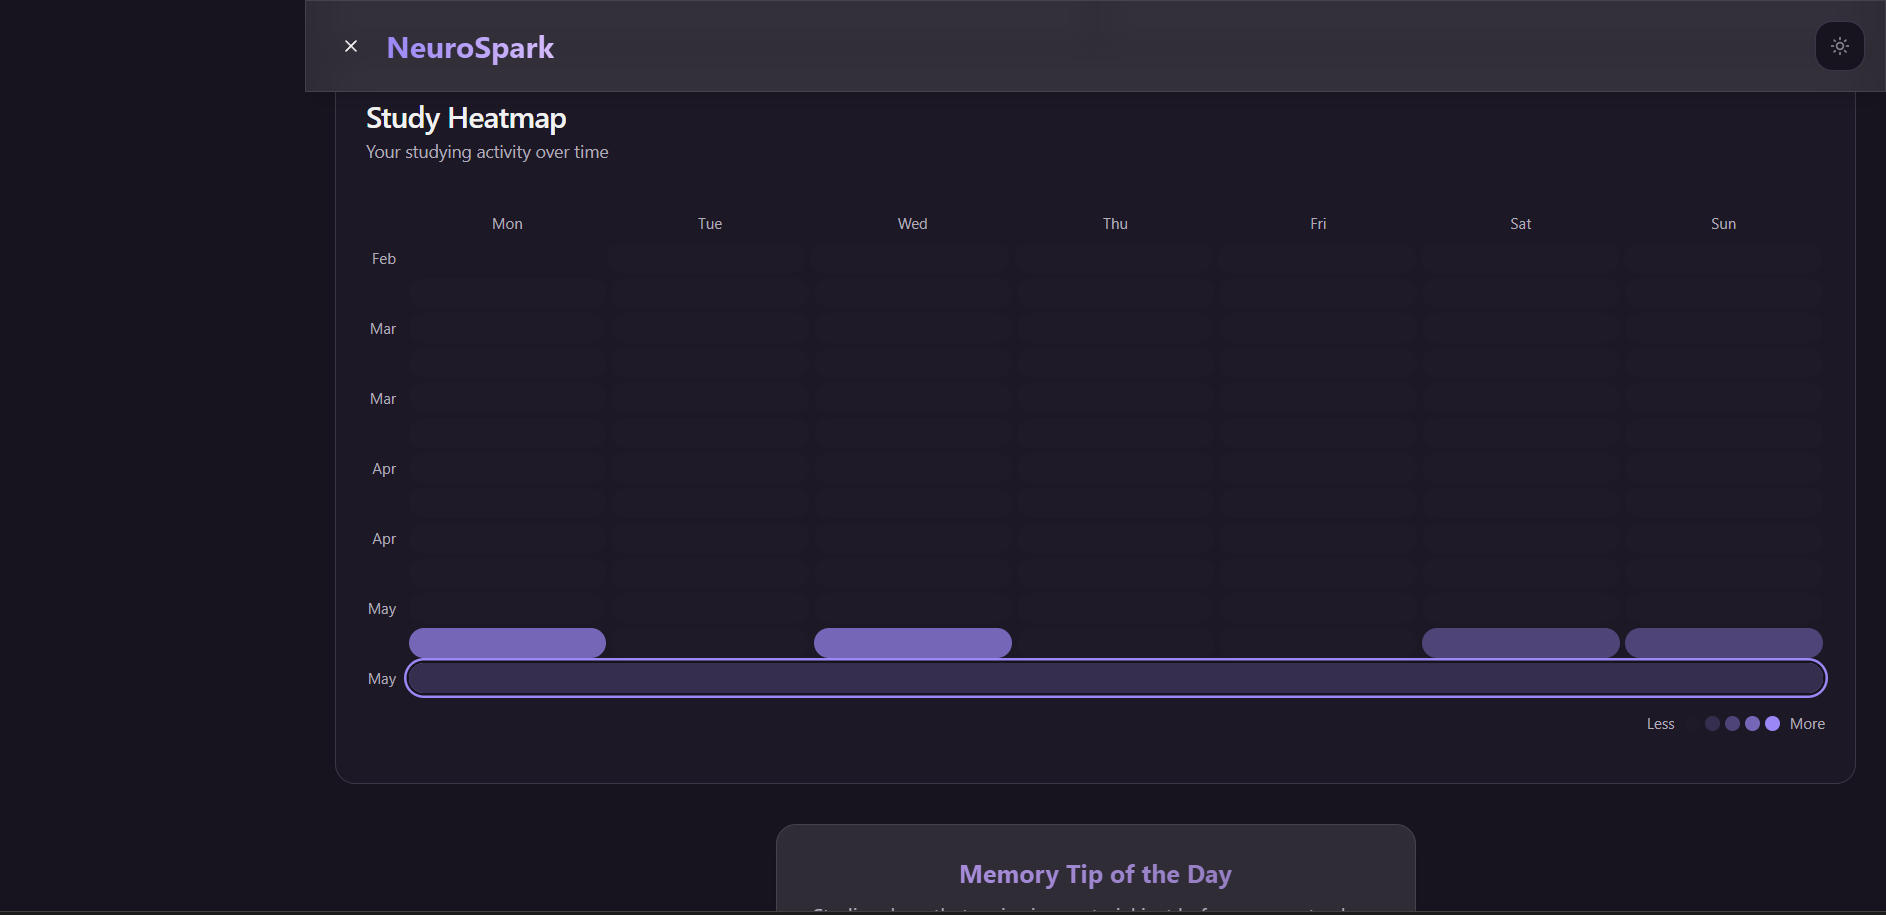 NeuroSpark
Study Heatmap
Your studying activity over time
Mon Tue Wed Thu Fri Sat Sun
Feb
Mar
Mar
Apr
Apr
May
May
Less More
Memory Tip of the Day